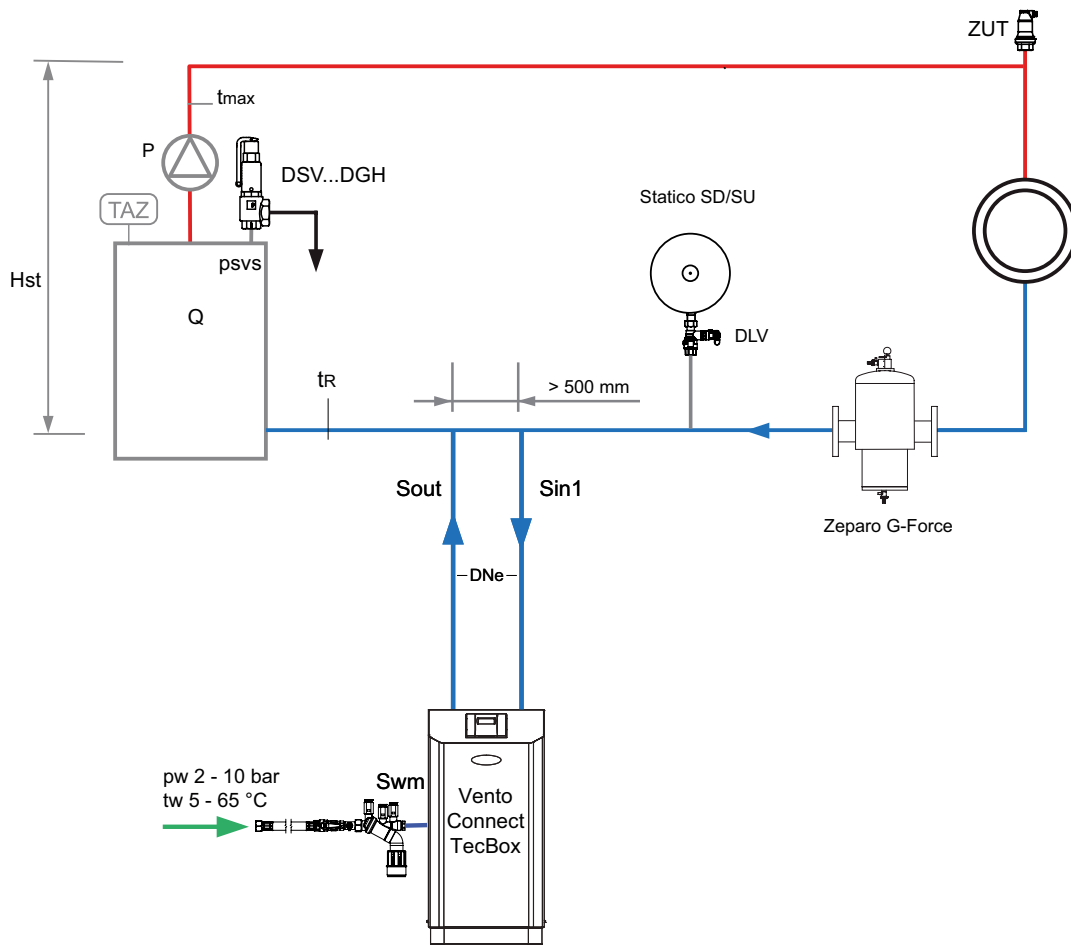 ZUT
tmax
P
DSV...DGH
TAZ
Statico SD/SU
psvs
Hst
Q
DLV
tR
> 500 mm
Sout
Sin1
Zeparo G-Force
DNe
pw 2 - 10 bar
tw 5 - 65 °C
Swm
Vento
Connect
TecBox